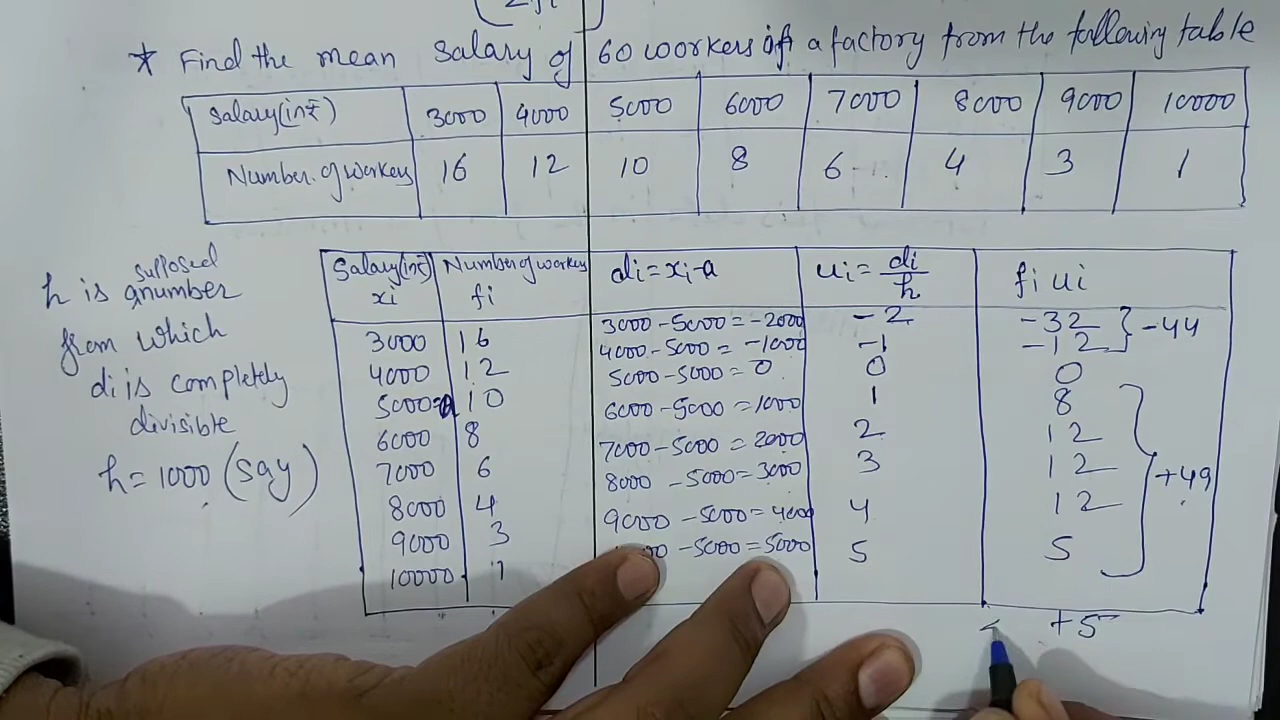 * Find the mean salary of 60 workers of a factory from the following table
Salary(in ₹) 3000 4000 5000 6000 7000 8000 9000 10000
Number of workers 16 12 10 8 6 4 3 1
h is supposed
a number
from which
di is completely
divisible
h = 1000 (say)
Salary(in ₹) xi Number of workers fi di = xi - a ui = di/h fi ui
3000 16 3000 - 5000 = -2000 -2 -32 } -44
4000 12 4000 - 5000 = -1000 -1 -12
5000 = a 10 5000 - 5000 = 0 0 0
6000 8 6000 - 5000 = 1000 1 8
7000 6 7000 - 5000 = 2000 2 12
8000 4 8000 - 5000 = 3000 3 12 } +49
9000 3 9000 - 5000 = 4000 4 12
10000 1 - 5000 = 5000 5 5
+5